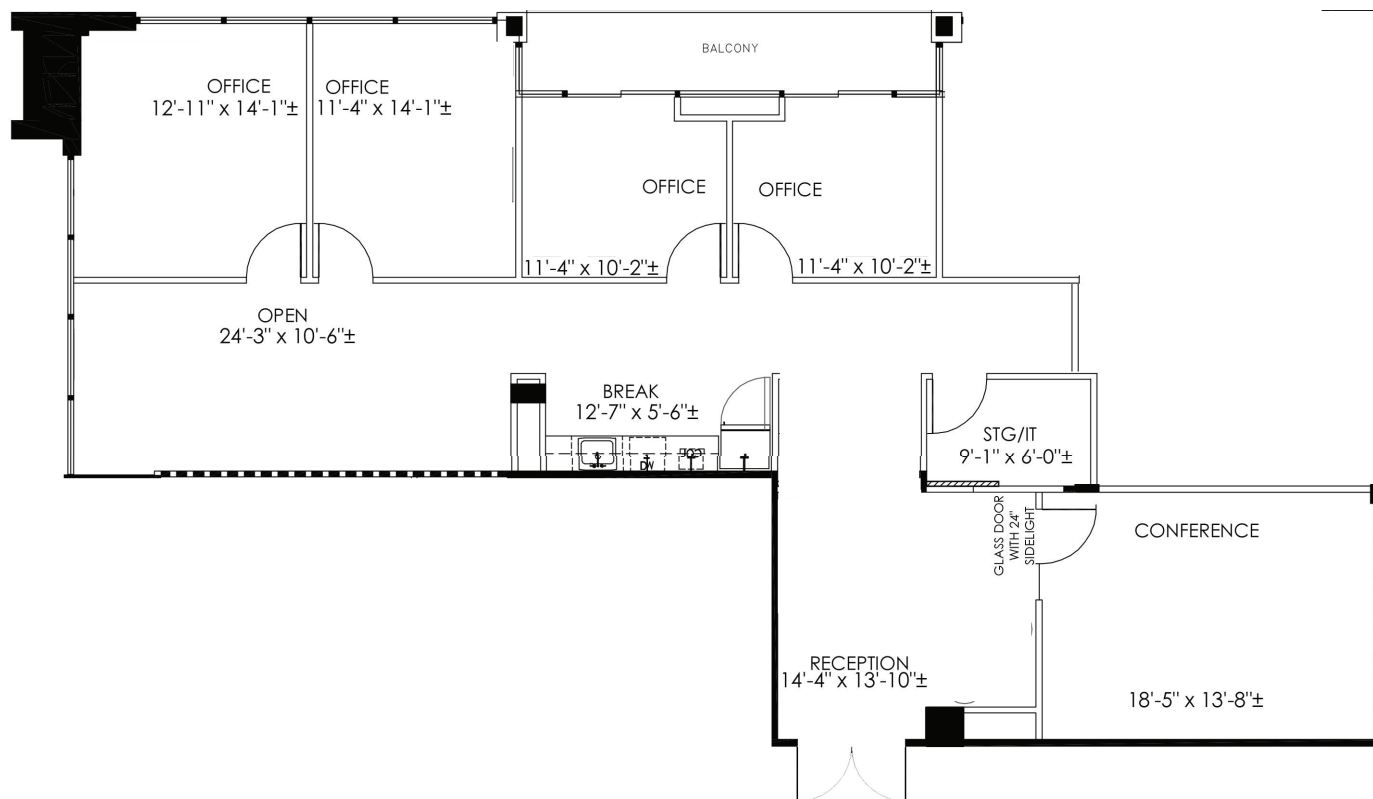 BALCONY
OFFICE
12'-11" x 14'-1"±
OFFICE
11'-4" x 14'-1"±
OFFICE
11'-4" x 10'-2"±
OFFICE
11'-4" x 10'-2"±
OPEN
24'-3" x 10'-6"±
BREAK
12'-7" x 5'-6"±
DW
STG/IT
9'-1" x 6'-0"±
GLASS DOOR
WITH 24"
SIDELIGHT
CONFERENCE
18'-5" x 13'-8"±
RECEPTION
14'-4" x 13'-10"±